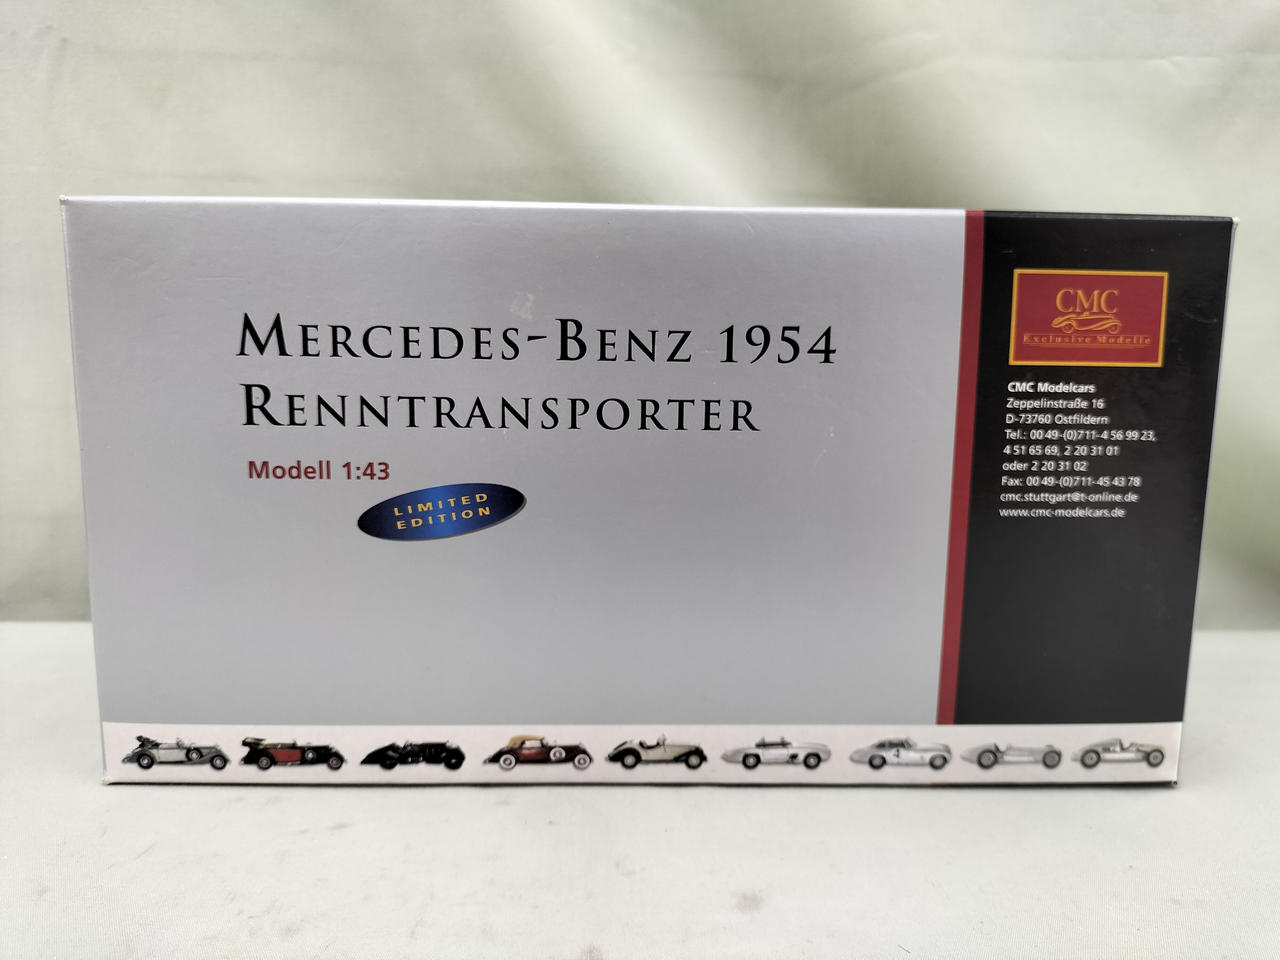 MERCEDES-BENZ 1954
RENNTRANSPORTER
Modell 1:43
LIMITED
EDITION
CMC
Exclusive Modelle
CMC Modelcars
Zeppelinstraße 16
D-73760 Ostfildern
Tel.: 00 49-(0)711-4 56 99 23,
4 51 65 69, 2 20 31 01
oder 2 20 31 02
Fax: 00 49-(0)711-45 43 78
cmc.stuttgart@t-online.de
www.cmc-modelcars.de
4